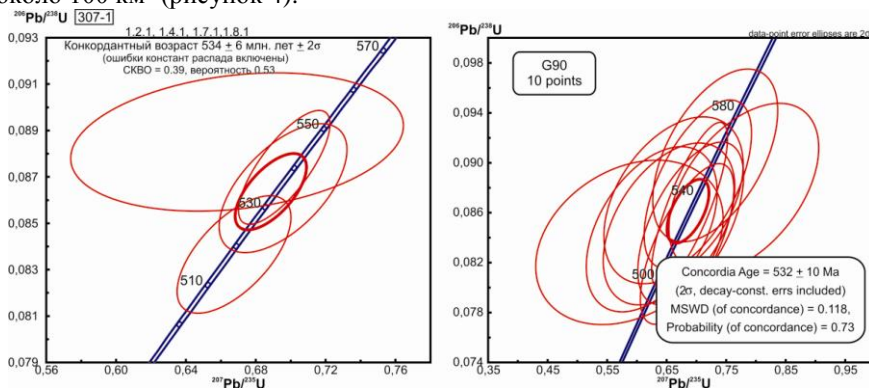 около 100 км² (рисунок 4).
206Pb/238U 307-1
1.2.1, 1.4.1, 1.7.1,1.8.1
Конкордантный возраст 534 ± 6 млн. лет ± 2σ
(ошибки констант распада включены)
СКВО = 0.39, вероятность 0.53
570
550
530
510
0,093
0,091
0,089
0,087
0,085
0,083
0,081
0,079
0,56
0,60
0,64
0,68
0,72
0,76
207Pb/235U
206Pb/238U
data-point error ellipses are 2σ
G90
10 points
580
540
500
0,098
0,094
0,090
0,086
0,082
0,078
0,074
Concordia Age = 532 ± 10 Ma
(2σ, decay-const. errs included)
MSWD (of concordance) = 0.118,
Probability (of concordance) = 0.73
0,35
0,45
0,55
0,65
0,75
0,85
0,95
207Pb/235U